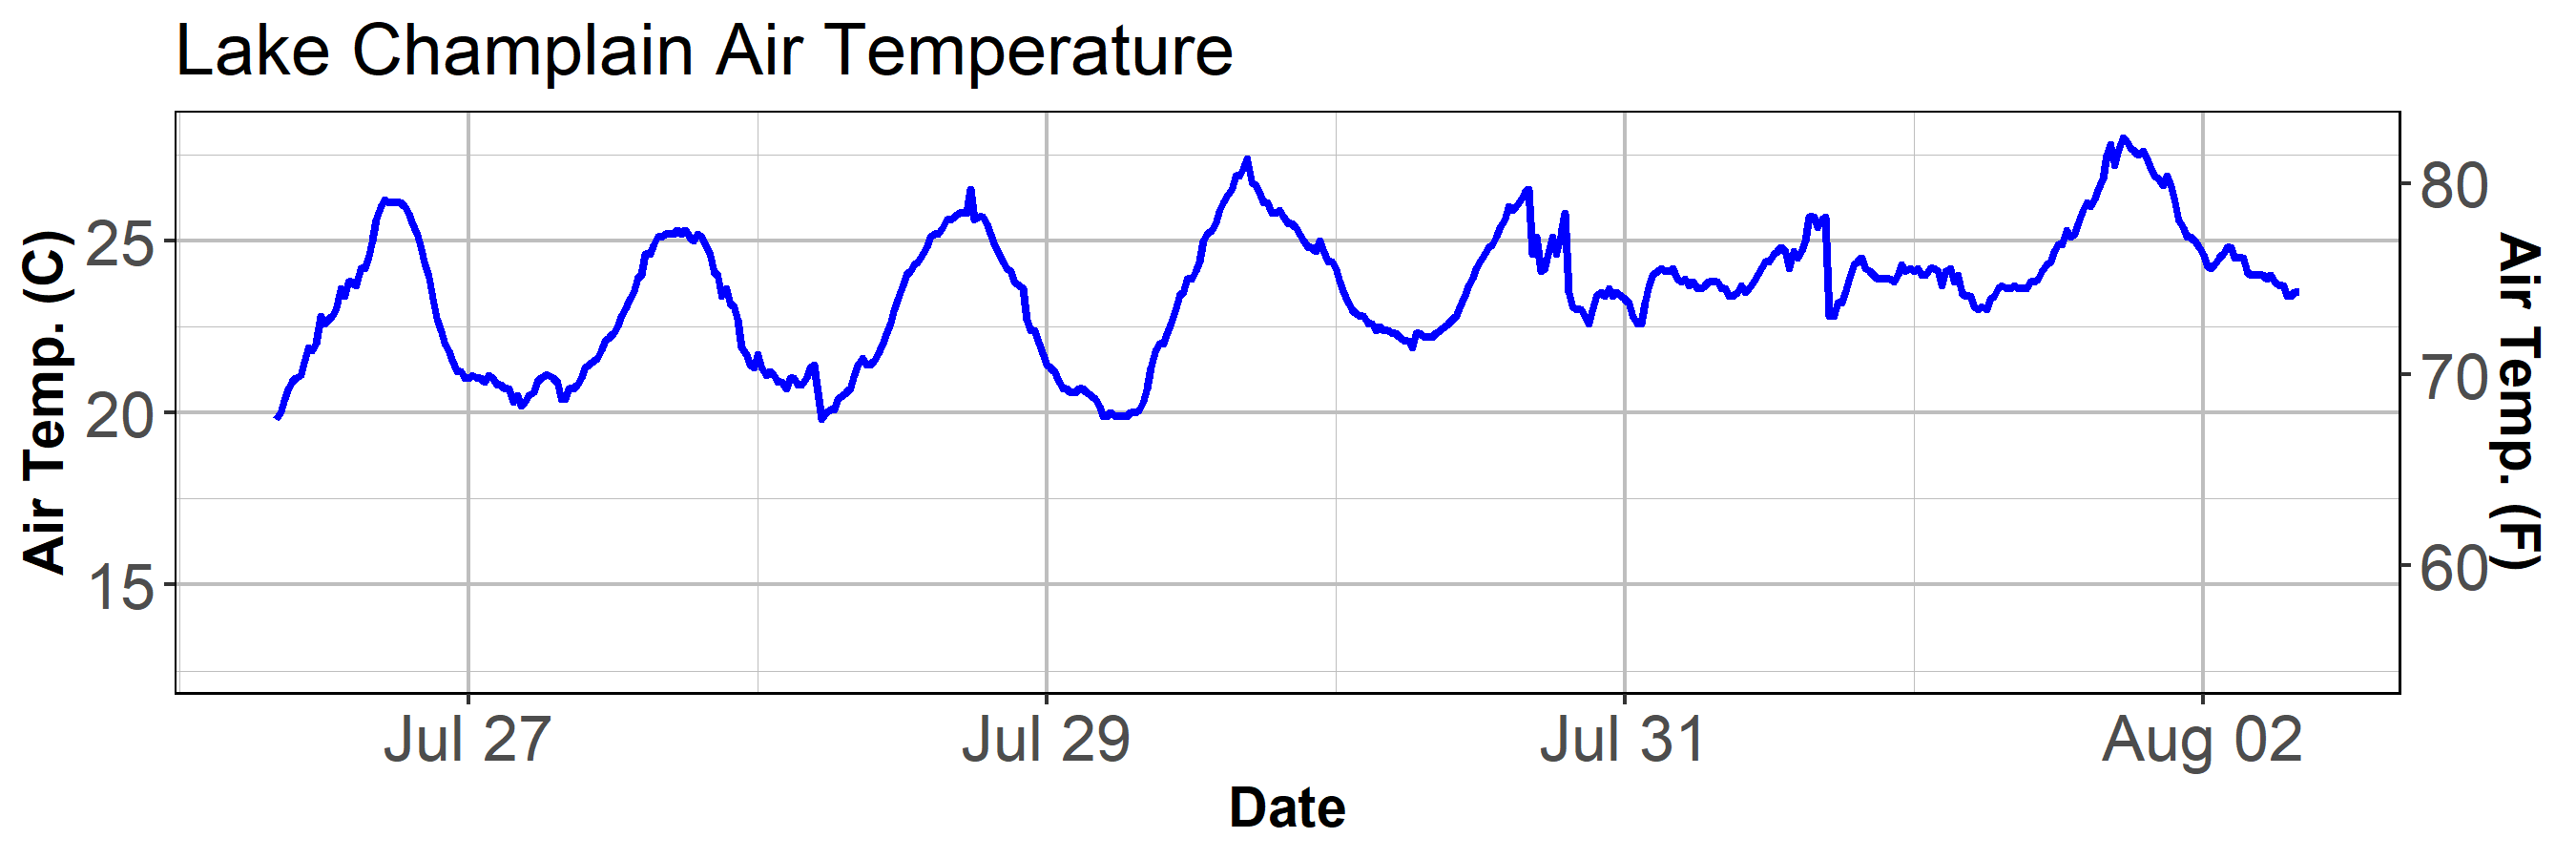 Lake Champlain Air Temperature
Air Temp. (C)
25
20
15
80
70
60
Air Temp. (F)
Jul 27
Jul 29
Jul 31
Aug 02
Date